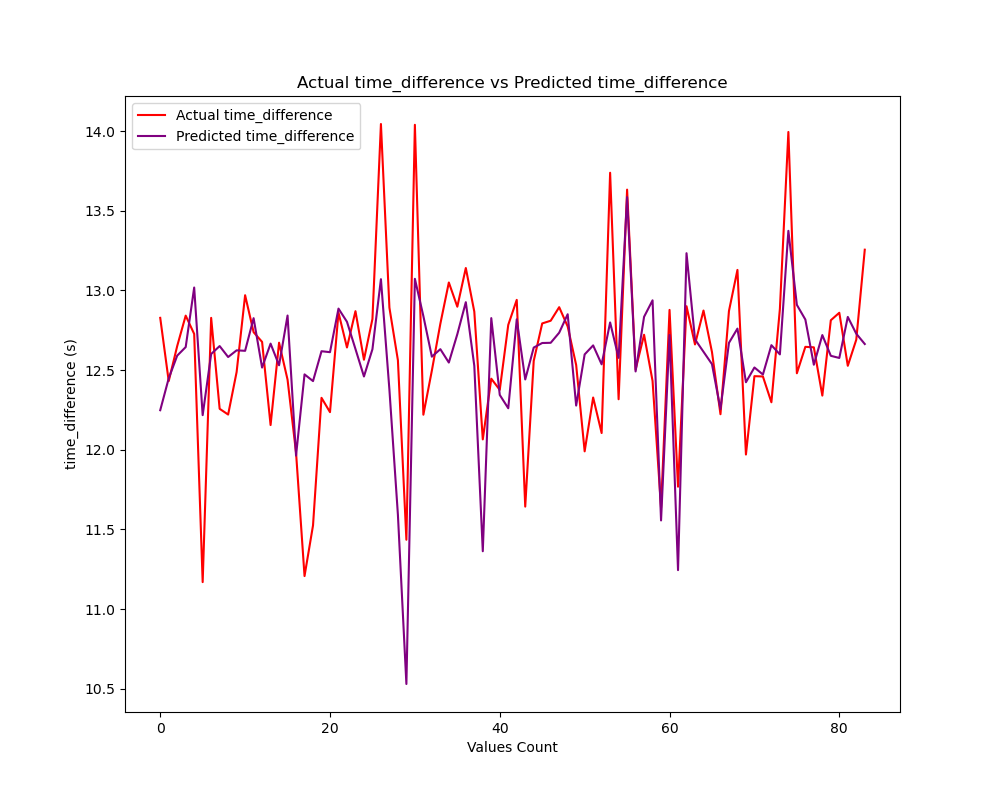 Actual time_difference vs Predicted time_difference
Actual time_difference
Predicted time_difference
14.0
13.5
13.0
12.5
12.0
11.5
11.0
10.5
time_difference (s)
0
20
40
60
80
Values Count